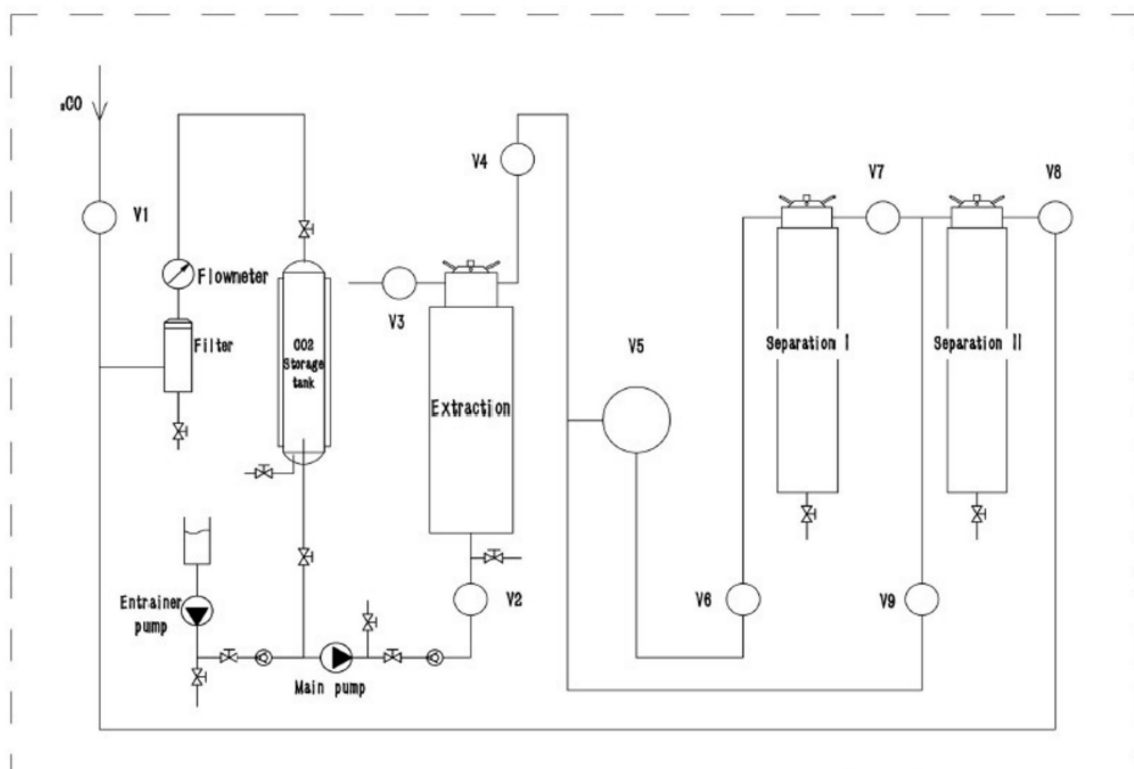 ₂CO
V1
Flowmeter
Filter
CO2
Storage
tank
V3
V4
Extraction
V2
Entrainer
pump
Main pump
V5
V6
V7
Separation I
V9
Separation II
V8